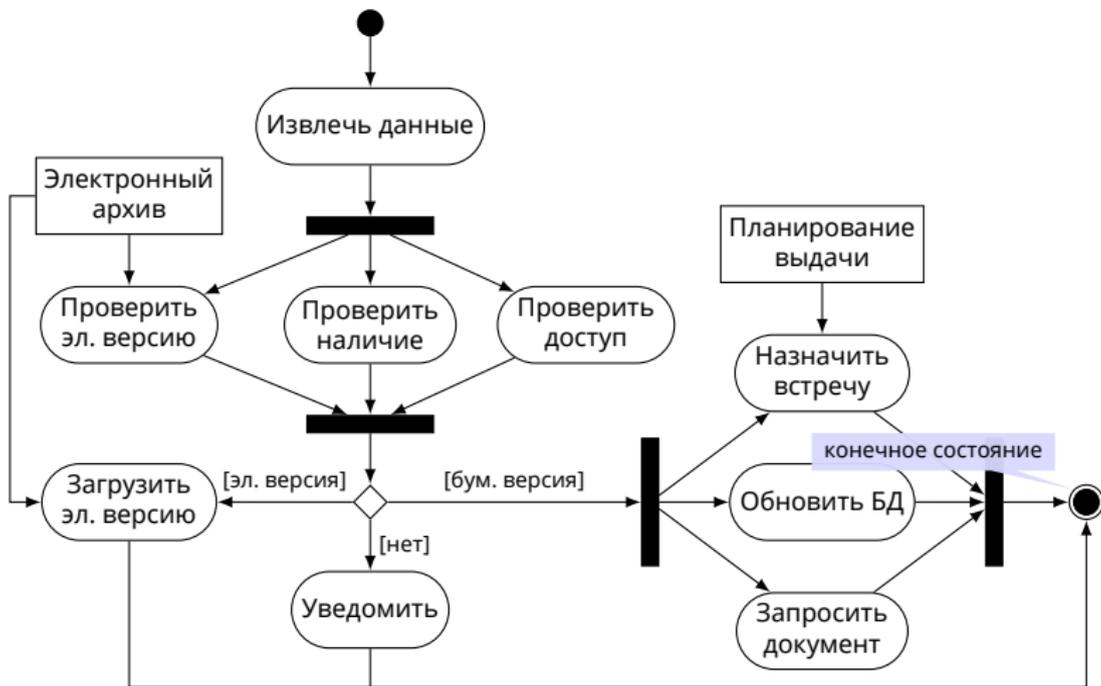 Извлечь данные
Электронный
архив
Планирование
выдачи
Проверить
эл. версию
Проверить
наличие
Проверить
доступ
Назначить
встречу
конечное состояние
Загрузить
эл. версию
[эл. версия]
[бум. версия]
Обновить БД
[нет]
Уведомить
Запросить
документ